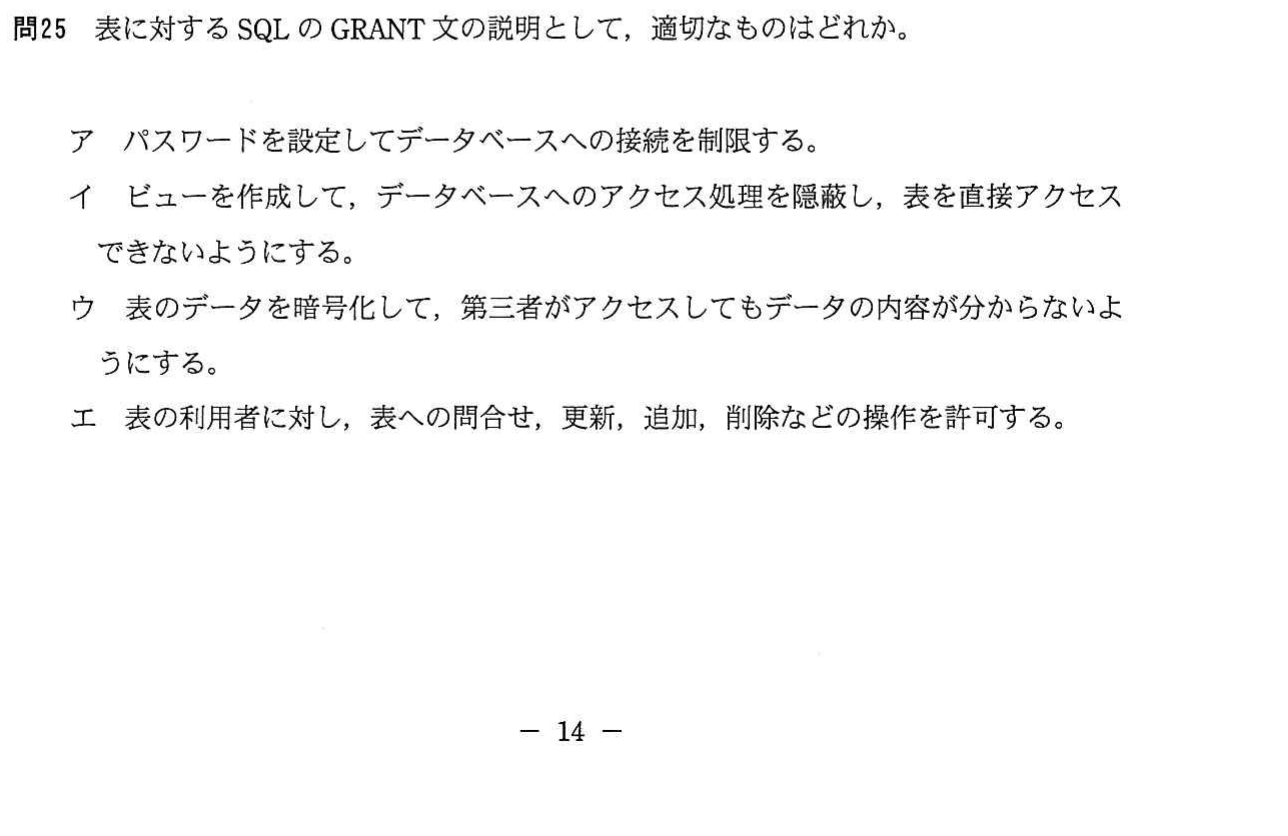 問25 表に対する SQL の GRANT 文の説明として，適切なものはどれか。
ア パスワードを設定してデータベースへの接続を制限する。
イ ビューを作成して，データベースへのアクセス処理を隠蔽し，表を直接アクセス
できないようにする。
ウ 表のデータを暗号化して，第三者がアクセスしてもデータの内容が分からないよ
うにする。
エ 表の利用者に対し，表への問合せ，更新，追加，削除などの操作を許可する。
－ 14 －